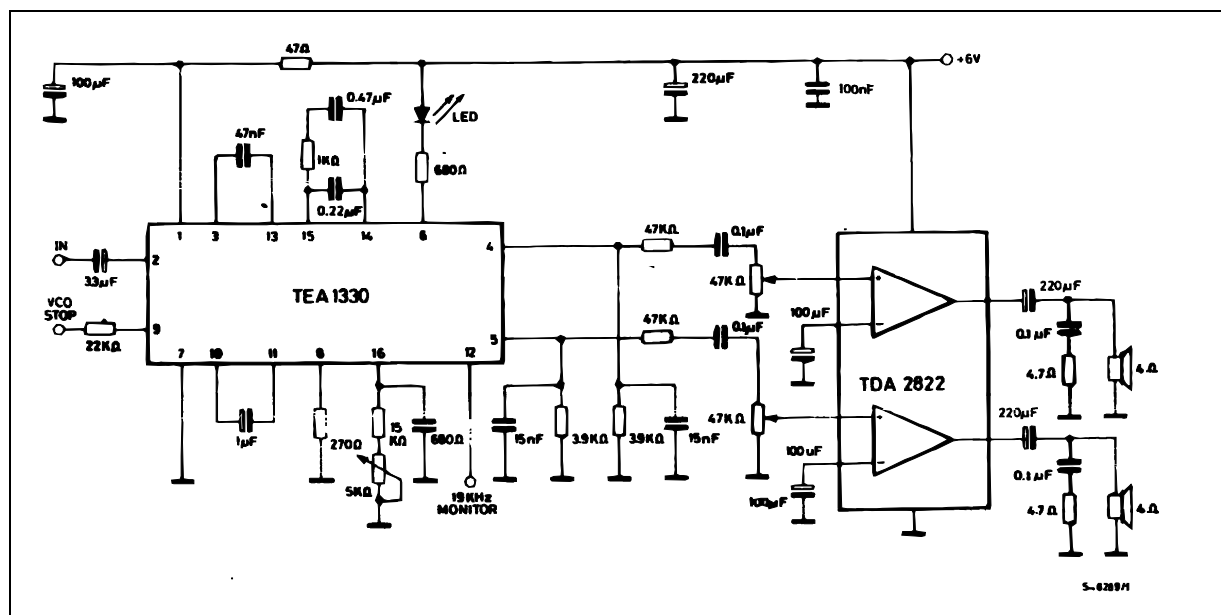 47Ω
+6V
100µF
220µF
100nF
0.47µF
LED
47nF
1KΩ
680Ω
0.22µF
1 3 13 15 14 6
IN
2
4
47KΩ
0.1µF
3.3µF
TEA 1330
47KΩ
+
220µF
VCO
STOP
9
5
47KΩ
0.1µF
100µF
-
0.1µF
22KΩ
7 10 11 8 16 12
4.7Ω
4Ω
TDA 2822
1µF
270Ω
15
KΩ
680Ω
15nF
3.9KΩ
3.9KΩ
15nF
47KΩ
+
220µF
5KΩ
19KHz
MONITOR
100uF
-
0.1µF
100µF
4.7Ω
4Ω
S-6289/1